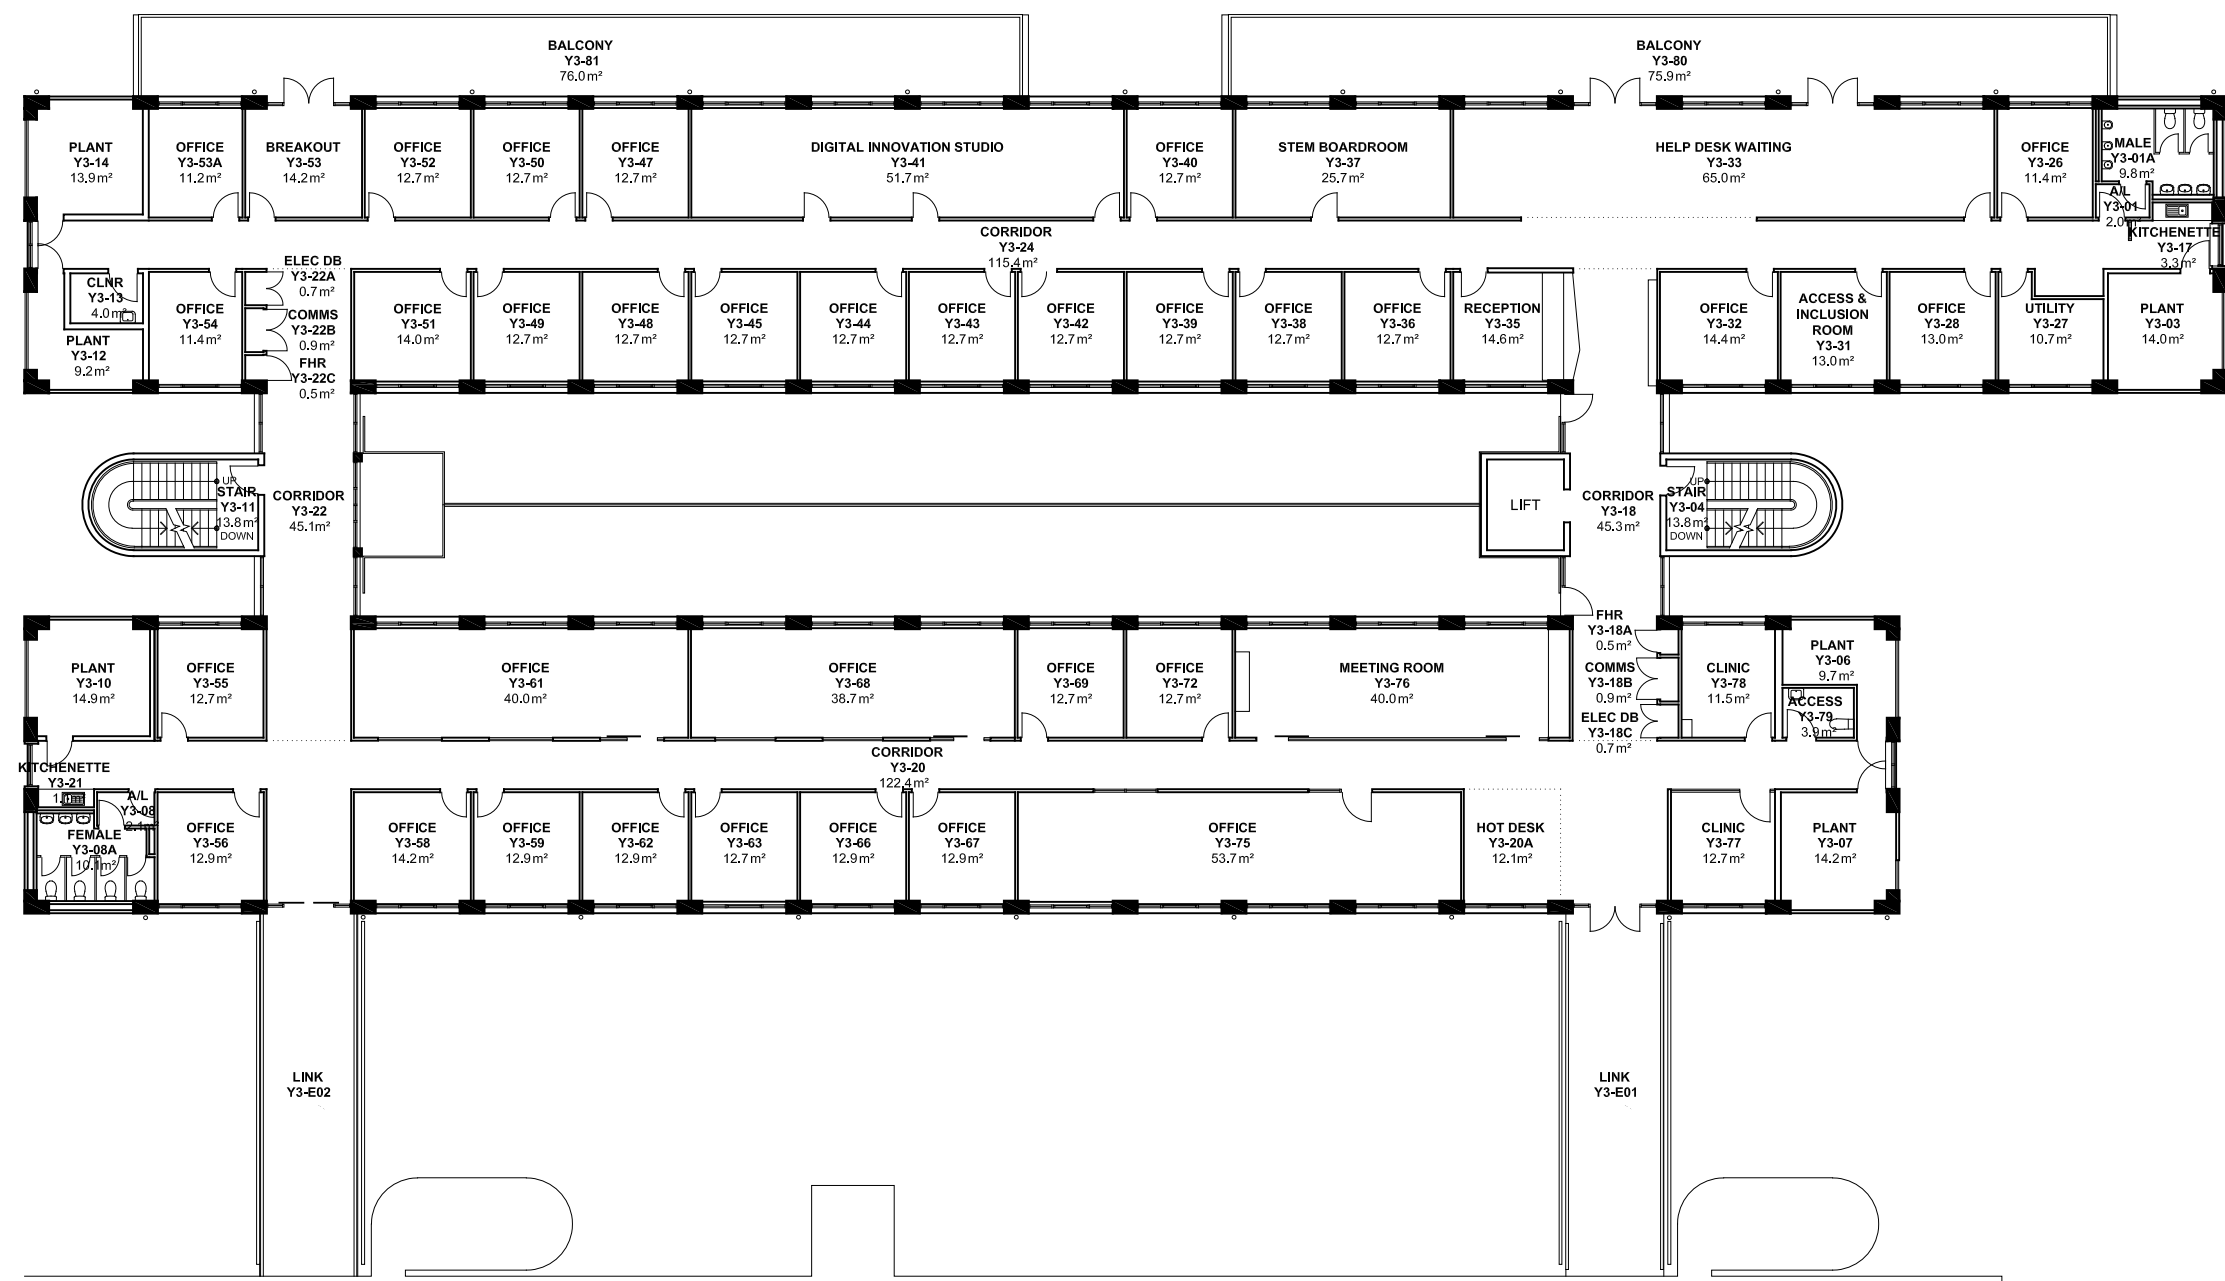 BALCONY
Y3-81
76.0m²
BALCONY
Y3-80
75.9m²
PLANT
Y3-14
13.9m²
OFFICE
Y3-53A
11.2m²
BREAKOUT
Y3-53
14.2m²
OFFICE
Y3-52
12.7m²
OFFICE
Y3-50
12.7m²
OFFICE
Y3-47
12.7m²
DIGITAL INNOVATION STUDIO
Y3-41
51.7m²
OFFICE
Y3-40
12.7m²
STEM BOARDROOM
Y3-37
25.7m²
HELP DESK WAITING
Y3-33
65.0m²
OFFICE
Y3-26
11.4m²
MALE
Y3-01A
9.8m²
A/L
Y3-01
KITCHENETTE
Y3-17
3.3m²
CORRIDOR
Y3-24
115.4m²
CLNR
Y3-13
4.0m²
PLANT
Y3-12
9.2m²
OFFICE
Y3-54
11.4m²
ELEC DB
Y3-22A
0.7m²
COMMS
Y3-22B
0.9m²
FHR
Y3-22C
0.5m²
OFFICE
Y3-51
14.0m²
OFFICE
Y3-49
12.7m²
OFFICE
Y3-48
12.7m²
OFFICE
Y3-45
12.7m²
OFFICE
Y3-44
12.7m²
OFFICE
Y3-43
12.7m²
OFFICE
Y3-42
12.7m²
OFFICE
Y3-39
12.7m²
OFFICE
Y3-38
12.7m²
OFFICE
Y3-36
12.7m²
RECEPTION
Y3-35
14.6m²
OFFICE
Y3-32
14.4m²
ACCESS &
INCLUSION
ROOM
Y3-31
13.0m²
OFFICE
Y3-28
13.0m²
UTILITY
Y3-27
10.7m²
PLANT
Y3-03
14.0m²
UP
STAIR
Y3-11
13.8m²
DOWN
CORRIDOR
Y3-22
45.1m²
LIFT
CORRIDOR
Y3-18
45.3m²
UP
STAIR
Y3-04
13.8m²
DOWN
PLANT
Y3-10
14.9m²
OFFICE
Y3-55
12.7m²
OFFICE
Y3-61
40.0m²
OFFICE
Y3-68
38.7m²
OFFICE
Y3-69
12.7m²
OFFICE
Y3-72
12.7m²
MEETING ROOM
Y3-76
40.0m²
FHR
Y3-18A
0.5m²
COMMS
Y3-18B
0.9m²
ELEC DB
Y3-18C
0.7m²
CLINIC
Y3-78
11.5m²
PLANT
Y3-06
9.7m²
ACCESS
Y3-79
3.9m²
CORRIDOR
Y3-20
122.4m²
KITCHENETTE
Y3-21
A/L
Y3-08
2.1m²
FEMALE
Y3-08A
10.1m²
OFFICE
Y3-56
12.9m²
OFFICE
Y3-58
14.2m²
OFFICE
Y3-59
12.9m²
OFFICE
Y3-62
12.9m²
OFFICE
Y3-63
12.7m²
OFFICE
Y3-66
12.9m²
OFFICE
Y3-67
12.9m²
OFFICE
Y3-75
53.7m²
HOT DESK
Y3-20A
12.1m²
CLINIC
Y3-77
12.7m²
PLANT
Y3-07
14.2m²
LINK
Y3-E02
LINK
Y3-E01